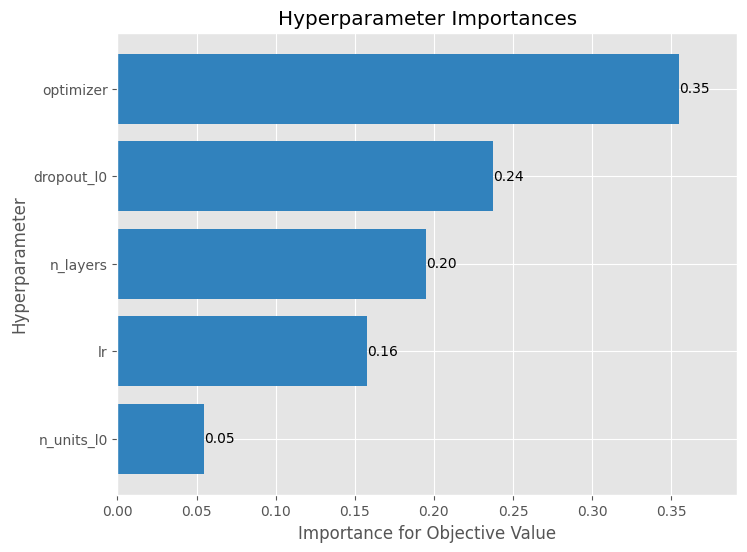 Hyperparameter Importances
Hyperparameter
optimizer
0.35
dropout_l0
0.24
n_layers
0.20
lr
0.16
n_units_l0
0.05
0.00 0.05 0.10 0.15 0.20 0.25 0.30 0.35
Importance for Objective Value